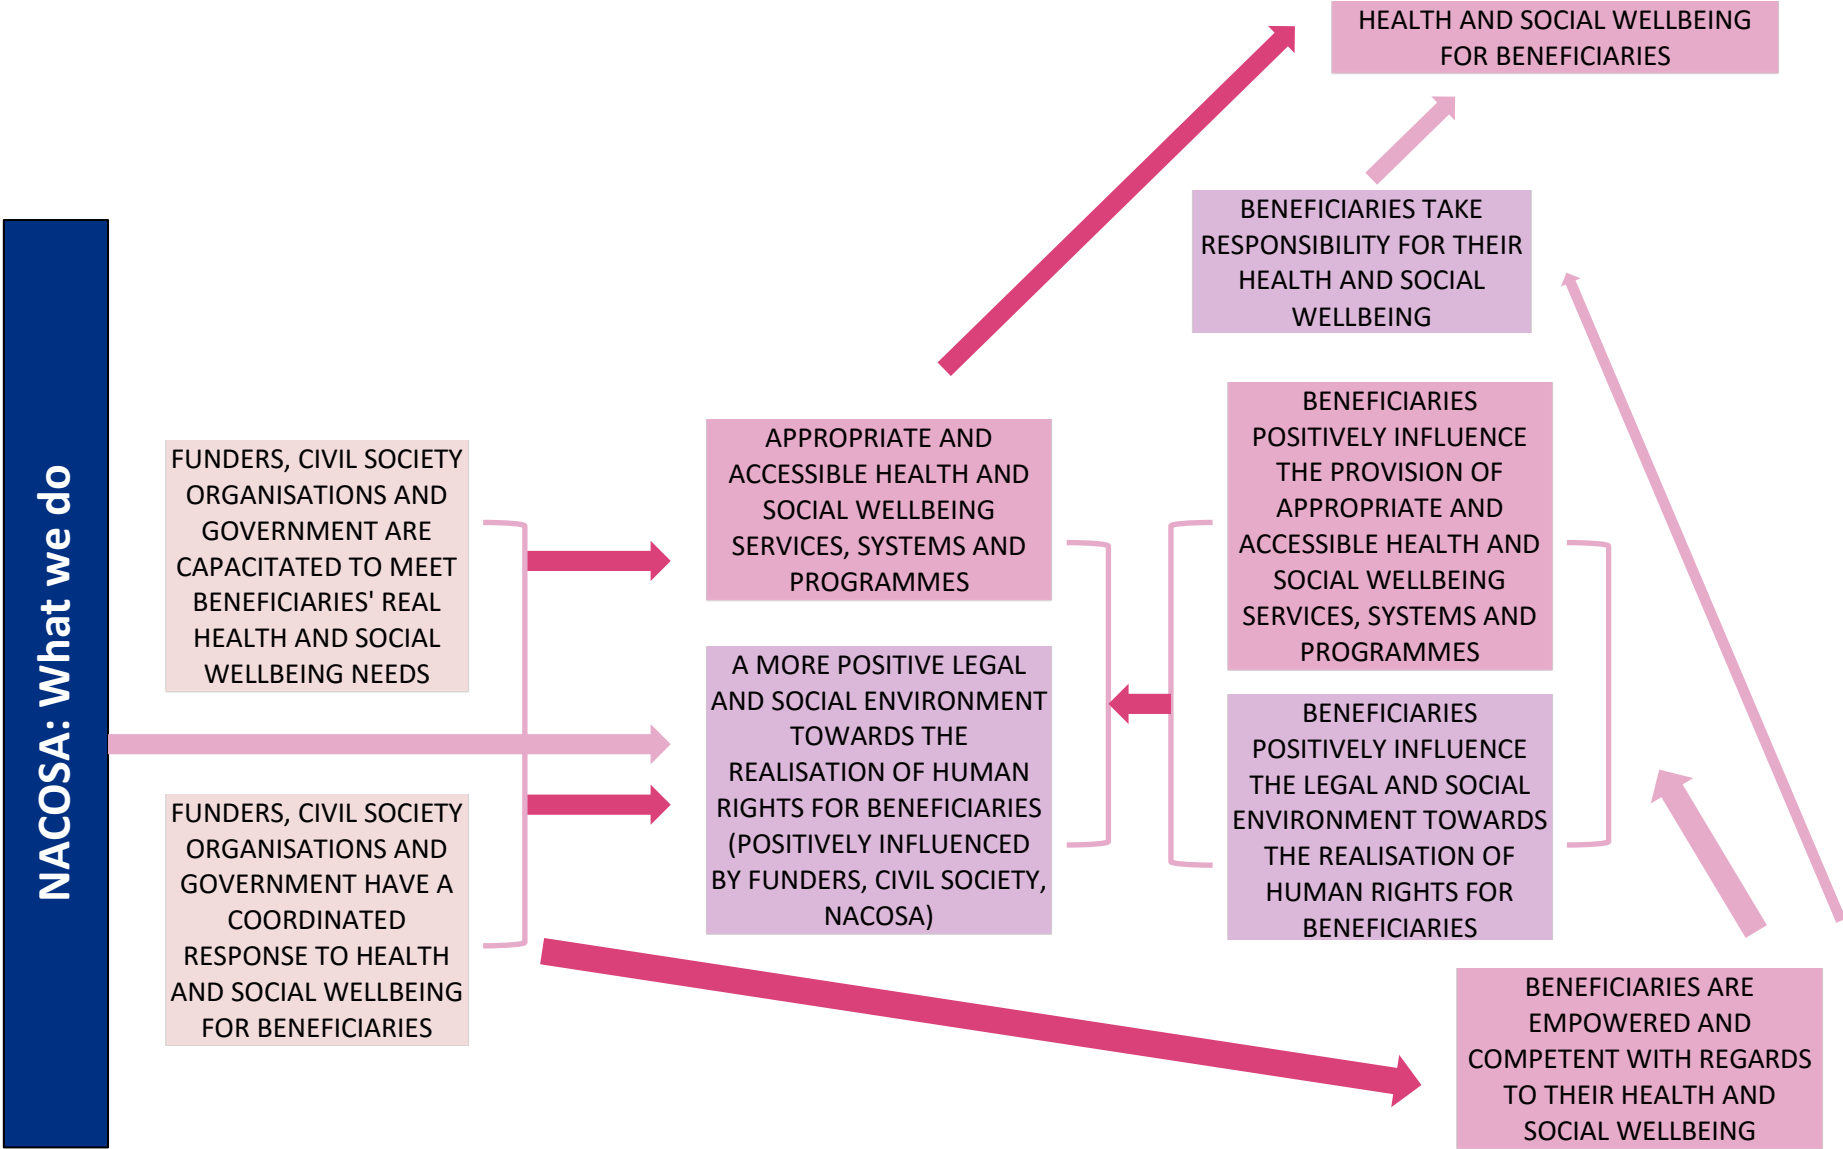 NACOSA: What we do
FUNDERS, CIVIL SOCIETY
ORGANISATIONS AND
GOVERNMENT ARE
CAPACITATED TO MEET
BENEFICIARIES' REAL
HEALTH AND SOCIAL
WELLBEING NEEDS
FUNDERS, CIVIL SOCIETY
ORGANISATIONS AND
GOVERNMENT HAVE A
COORDINATED
RESPONSE TO HEALTH
AND SOCIAL WELLBEING
FOR BENEFICIARIES
APPROPRIATE AND
ACCESSIBLE HEALTH AND
SOCIAL WELLBEING
SERVICES, SYSTEMS AND
PROGRAMMES
A MORE POSITIVE LEGAL
AND SOCIAL ENVIRONMENT
TOWARDS THE
REALISATION OF HUMAN
RIGHTS FOR BENEFICIARIES
(POSITIVELY INFLUENCED
BY FUNDERS, CIVIL SOCIETY,
NACOSA)
HEALTH AND SOCIAL WELLBEING
FOR BENEFICIARIES
BENEFICIARIES TAKE
RESPONSIBILITY FOR THEIR
HEALTH AND SOCIAL
WELLBEING
BENEFICIARIES
POSITIVELY INFLUENCE
THE PROVISION OF
APPROPRIATE AND
ACCESSIBLE HEALTH AND
SOCIAL WELLBEING
SERVICES, SYSTEMS AND
PROGRAMMES
BENEFICIARIES
POSITIVELY INFLUENCE
THE LEGAL AND SOCIAL
ENVIRONMENT TOWARDS
THE REALISATION OF
HUMAN RIGHTS FOR
BENEFICIARIES
BENEFICIARIES ARE
EMPOWERED AND
COMPETENT WITH REGARDS
TO THEIR HEALTH AND
SOCIAL WELLBEING